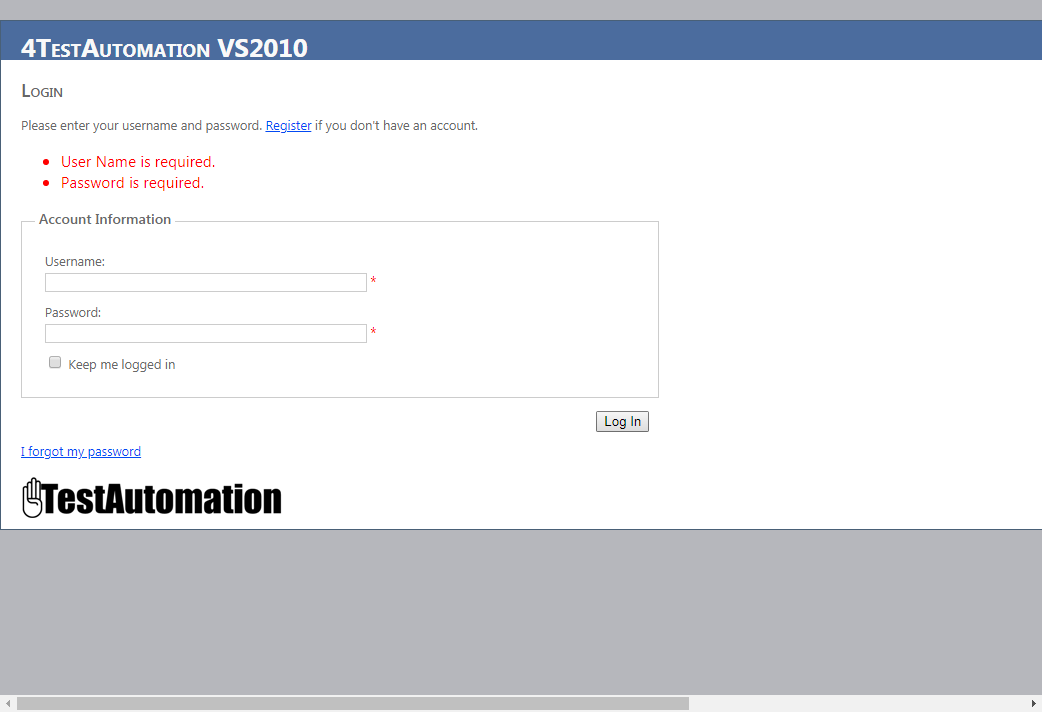 4TestAutomation VS2010
Login
Please enter your username and password. Register if you don't have an account.
User Name is required.
Password is required.
Account Information
Username:
*
Password:
*
Keep me logged in
Log In
I forgot my password
TestAutomation